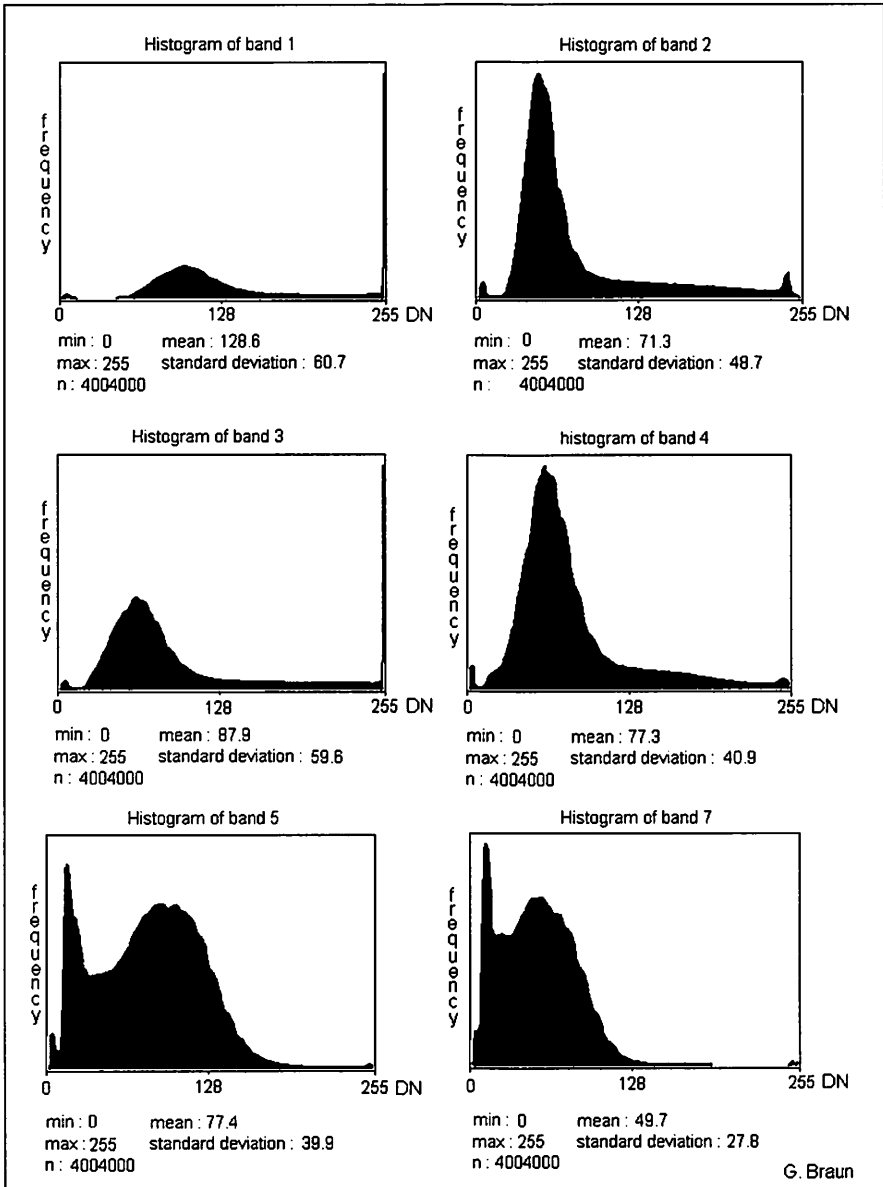 Histogram of band 1
frequency
0 128 255 DN
min : 0 mean : 128.6
max : 255 standard deviation : 60.7
n : 4004000
Histogram of band 2
frequency
0 128 255 DN
min : 0 mean : 71.3
max : 255 standard deviation : 48.7
n : 4004000
Histogram of band 3
frequency
0 128 255 DN
min : 0 mean : 87.9
max : 255 standard deviation : 59.6
n : 4004000
histogram of band 4
frequency
0 128 255 DN
min : 0 mean : 77.3
max : 255 standard deviation : 40.9
n : 4004000
Histogram of band 5
frequency
0 128 255 DN
min : 0 mean : 77.4
max : 255 standard deviation : 39.9
n : 4004000
Histogram of band 7
frequency
0 128 255 DN
min : 0 mean : 49.7
max : 255 standard deviation : 27.8
n : 4004000
G. Braun